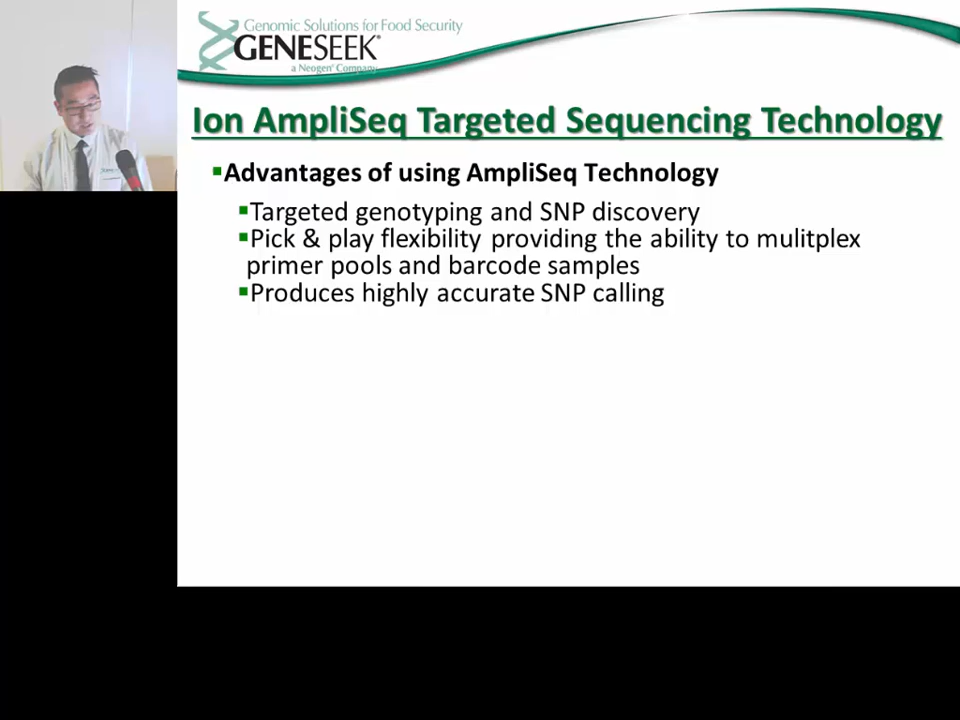 Genomic Solutions for Food Security
GENESEEK
a Neogen® Company
Ion AmpliSeq Targeted Sequencing Technology
▪Advantages of using AmpliSeq Technology
▪Targeted genotyping and SNP discovery
▪Pick & play flexibility providing the ability to mulitplex
primer pools and barcode samples
▪Produces highly accurate SNP calling